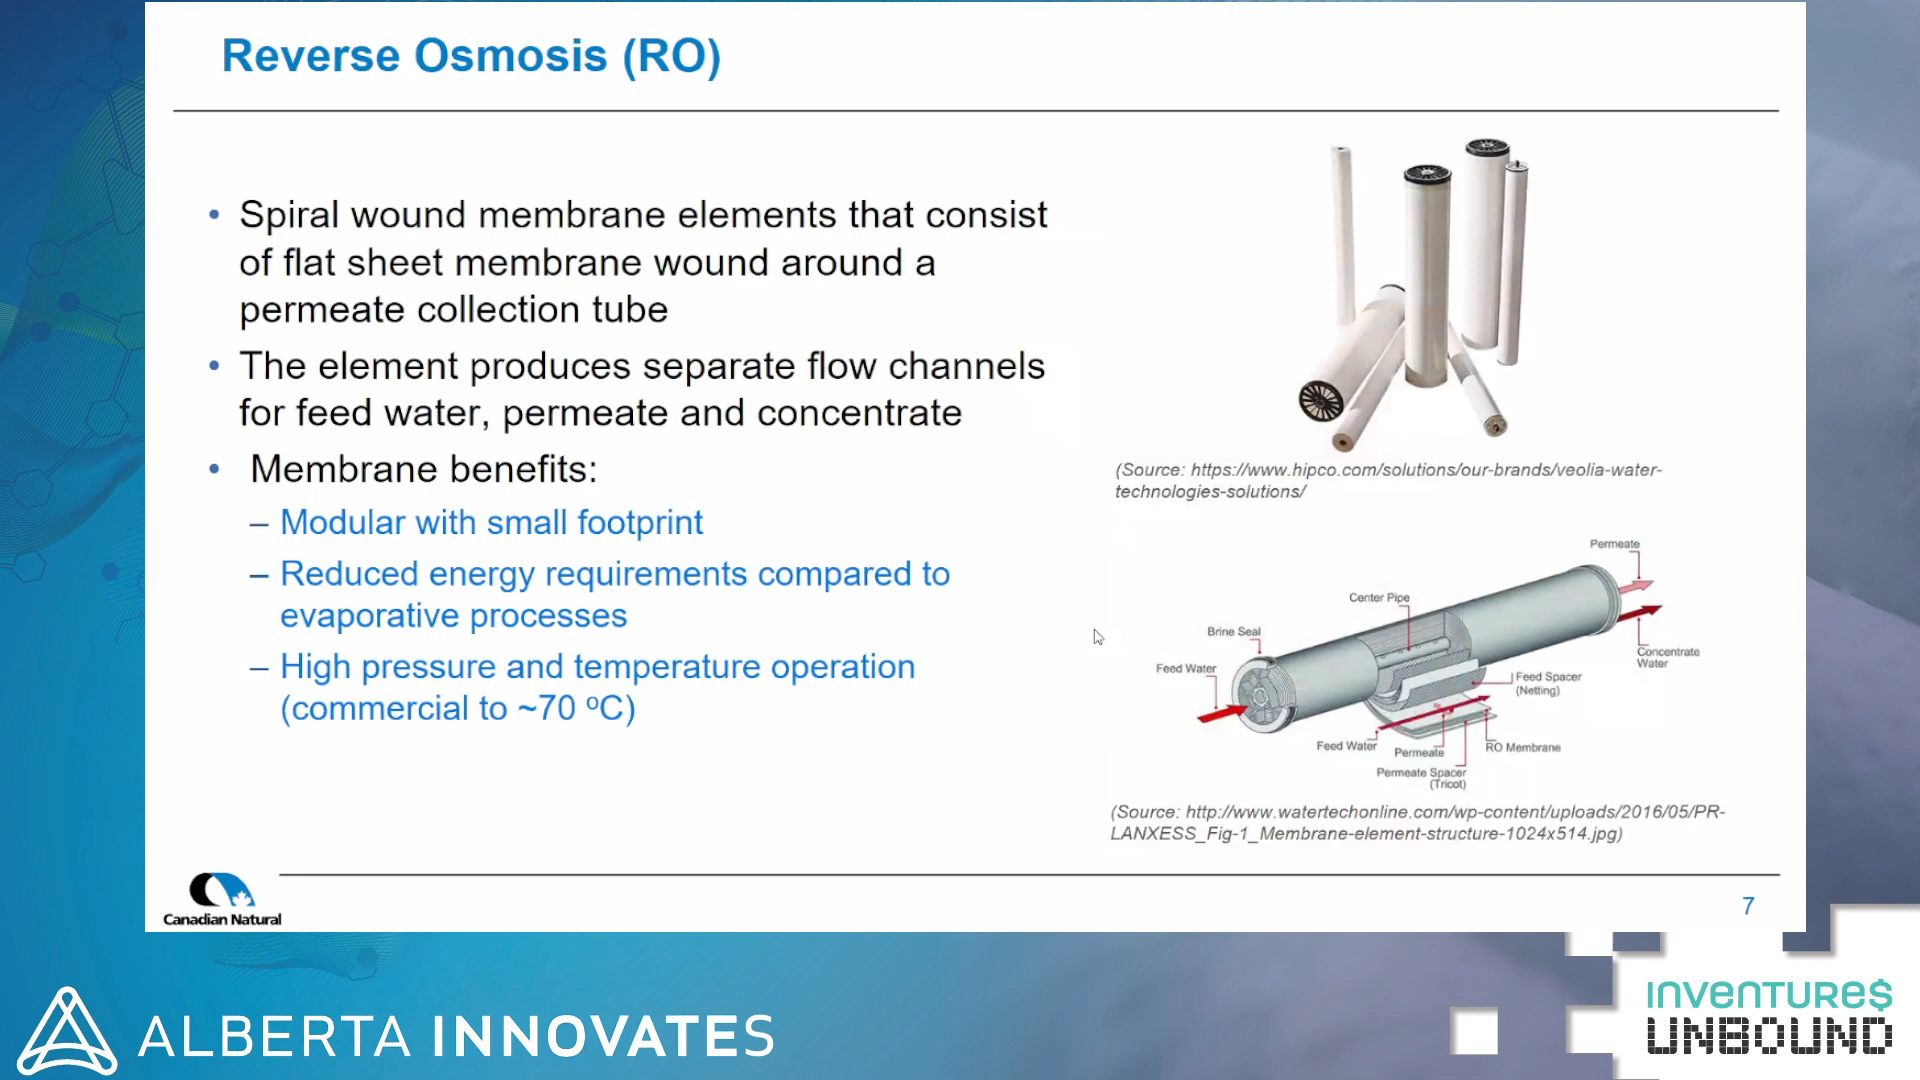 Reverse Osmosis (RO)
• Spiral wound membrane elements that consist
of flat sheet membrane wound around a
permeate collection tube
• The element produces separate flow channels
for feed water, permeate and concentrate
• Membrane benefits:
– Modular with small footprint
– Reduced energy requirements compared to
evaporative processes
– High pressure and temperature operation
(commercial to ~70 ºC)
(Source: https://www.hipco.com/solutions/our-brands/veolia-water-
technologies-solutions/
Permeate
Center Pipe
Brine Seal
Feed Water
Concentrate
Water
Feed Spacer
(Netting)
Feed Water
Permeate
RO Membrane
Permeate Spacer
(Tricot)
(Source: http://www.watertechonline.com/wp-content/uploads/2016/05/PR-
LANXESS_Fig-1_Membrane-element-structure-1024x514.jpg)
Canadian Natural
7
ALBERTA INNOVATES
INVENTURE$
UNBOUND